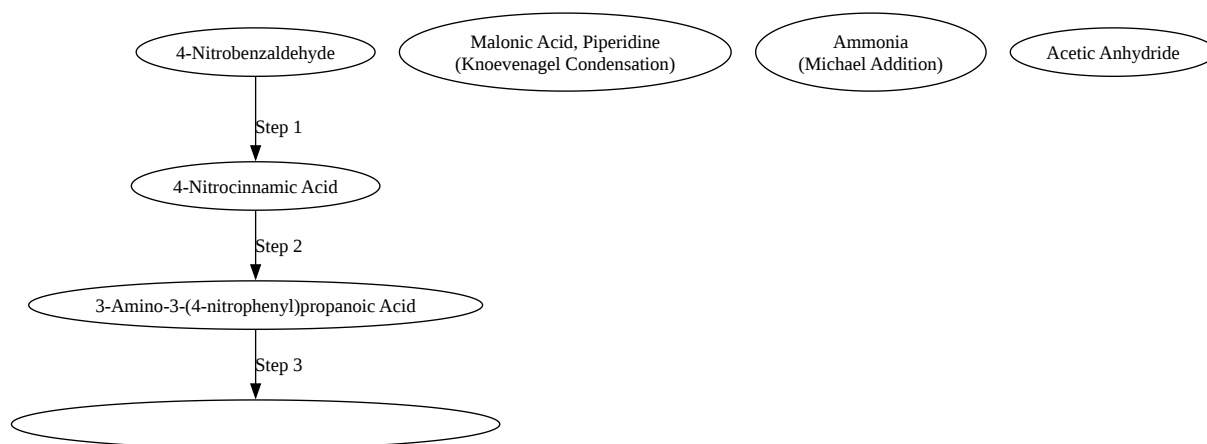 4-Nitrobenzaldehyde
Malonic Acid, Piperidine
(Knoevenagel Condensation)
Ammonia
(Michael Addition)
Acetic Anhydride
Step 1
4-Nitrocinnamic Acid
Step 2
3-Amino-3-(4-nitrophenyl)propanoic Acid
Step 3